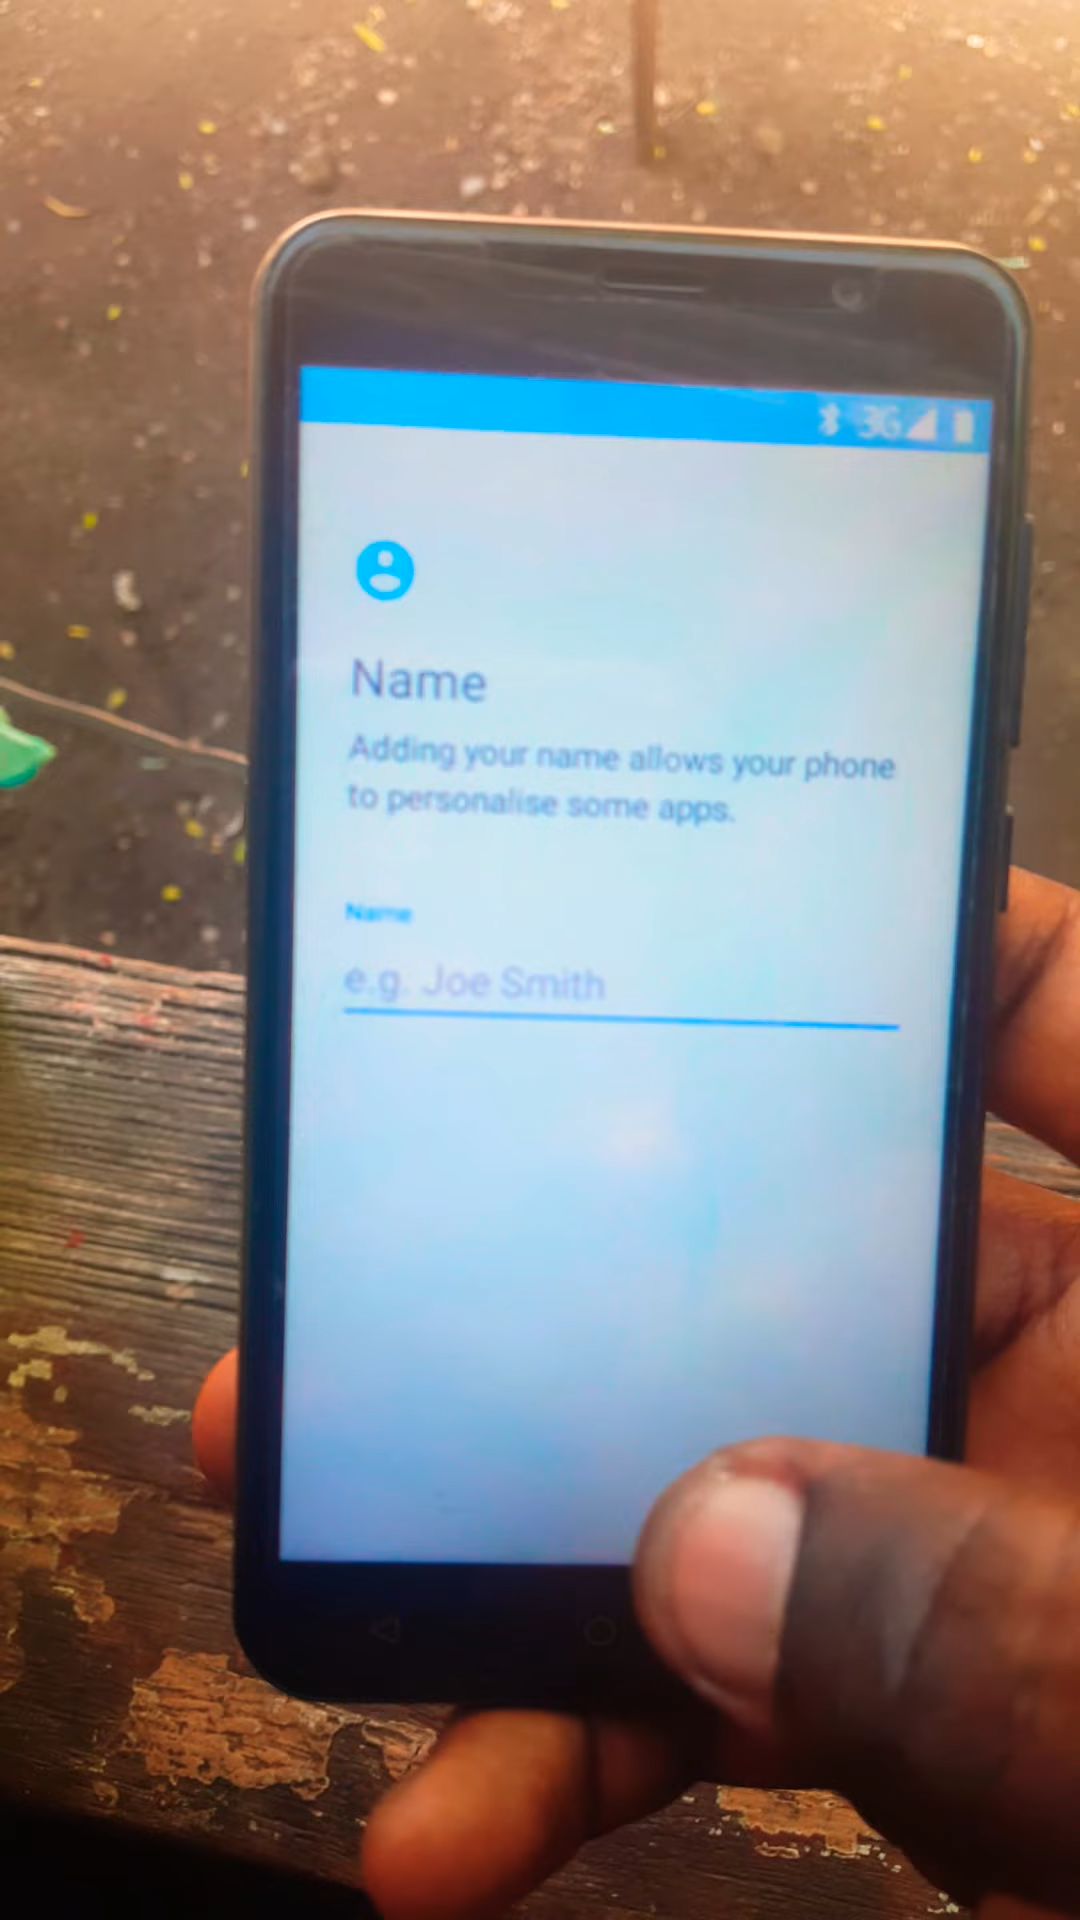 3G
Name
Adding your name allows your phone
to personalise some apps.
Name
e.g. Joe Smith